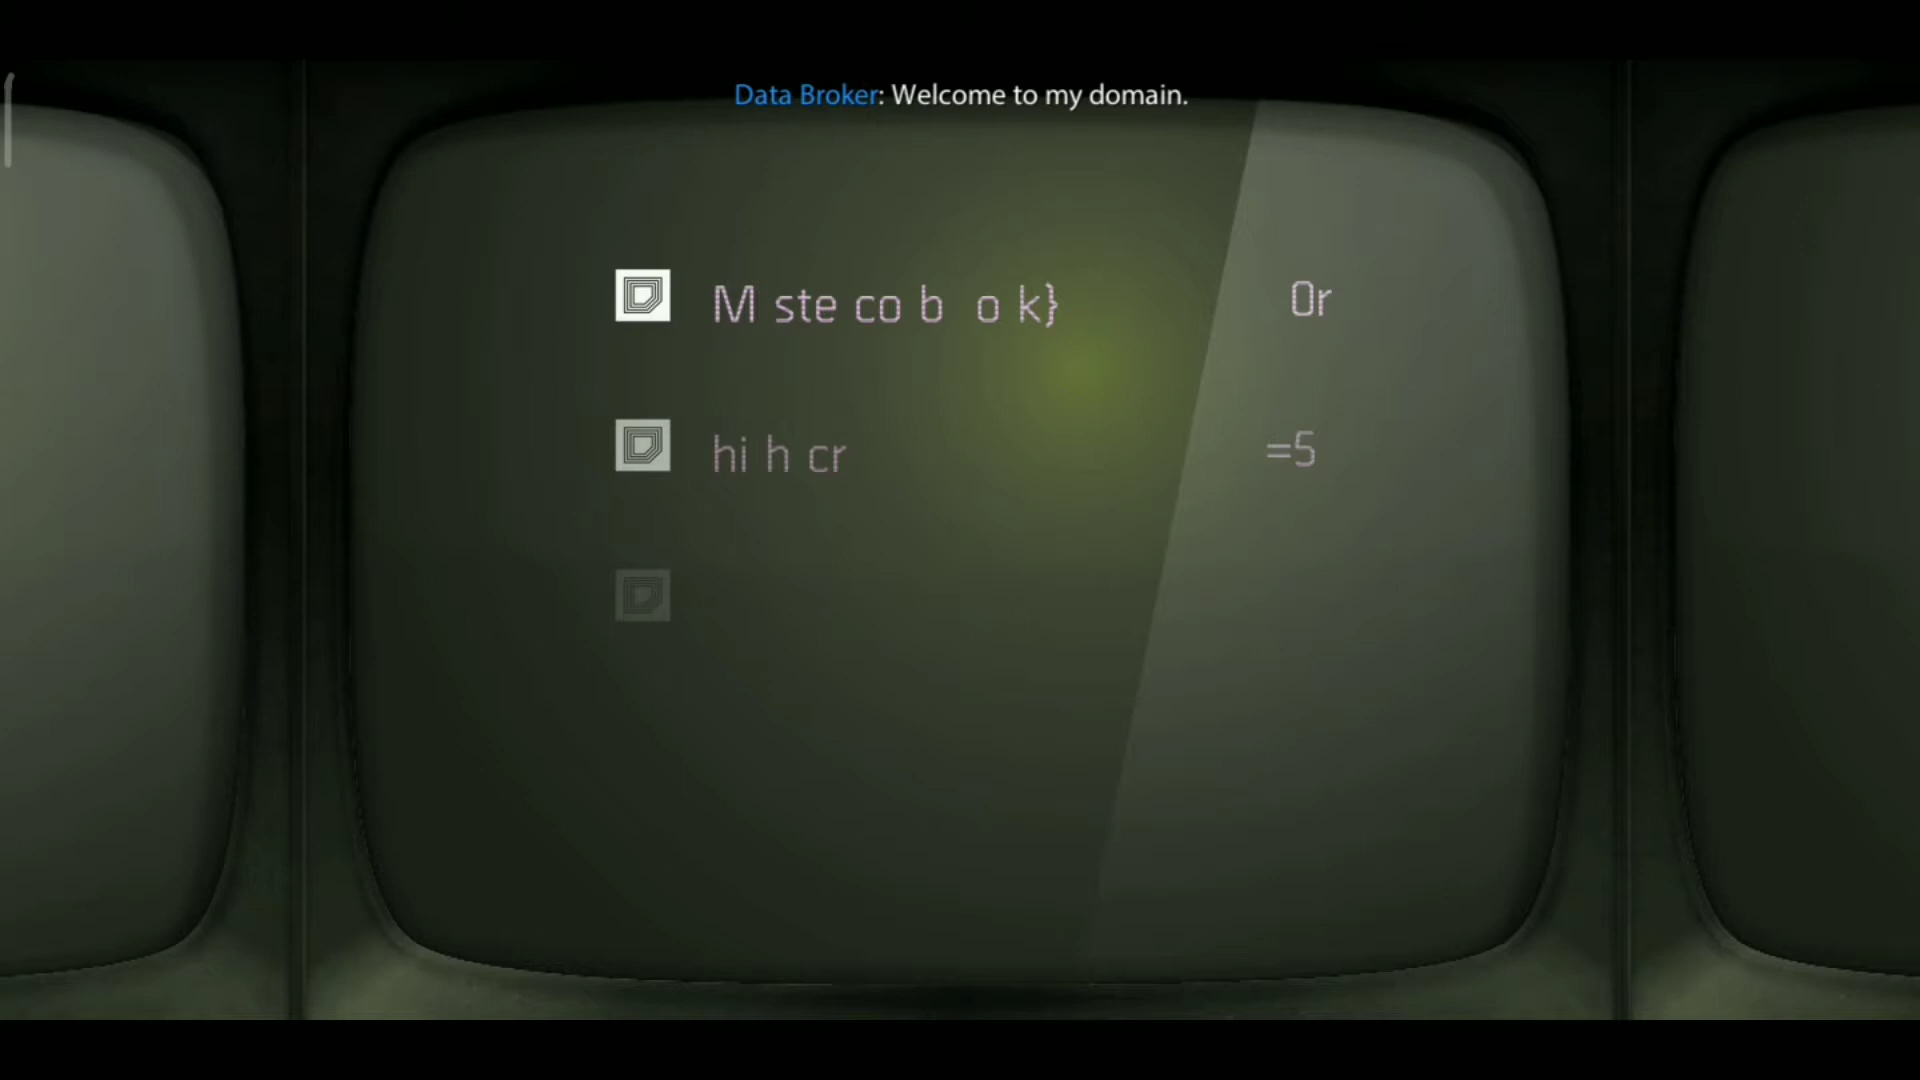 Data Broker: Welcome to my domain.
M ste co b o k} 0r
hi h cr =5